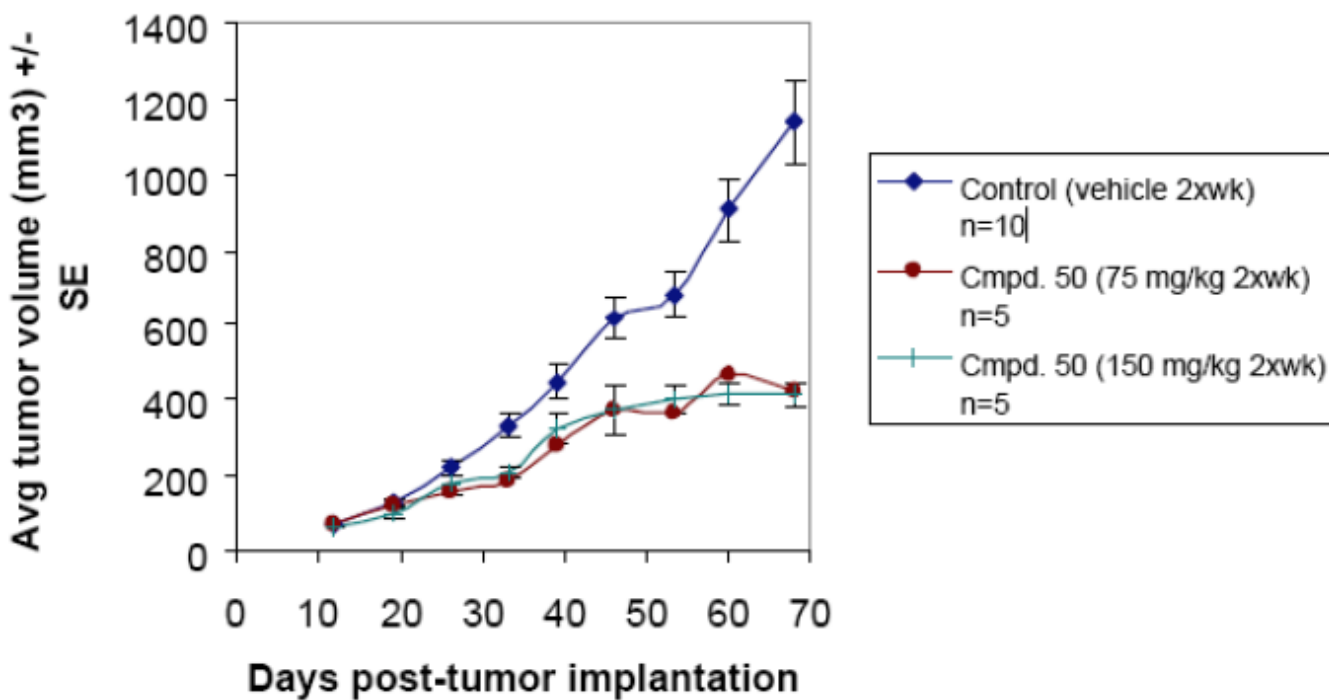 Avg tumor volume (mm3) +/-
SE
1400
1200
1000
800
600
400
200
0
0 10 20 30 40 50 60 70
Days post-tumor implantation
Control (vehicle 2xwk)
n=10
Cmpd. 50 (75 mg/kg 2xwk)
n=5
Cmpd. 50 (150 mg/kg 2xwk)
n=5